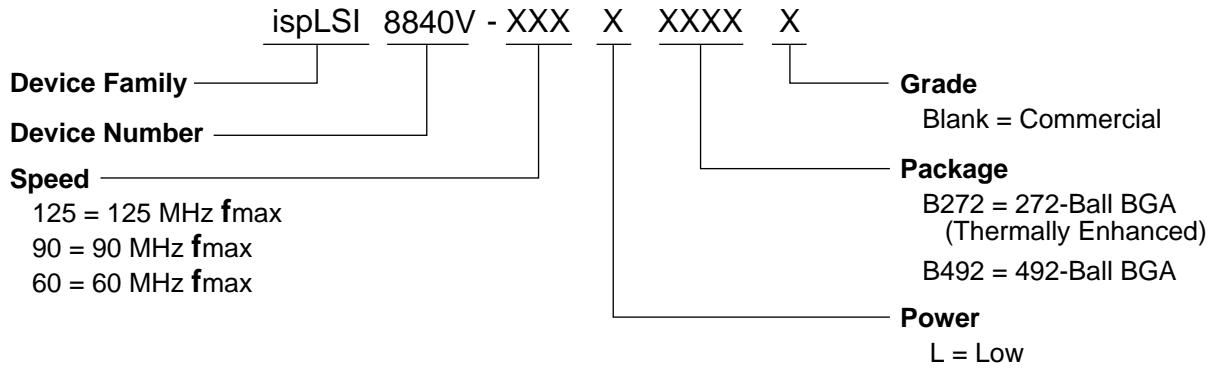 ispLSI 8840V - XXX X XXXX X
Device Family
Device Number
Speed
125 = 125 MHz fmax
90 = 90 MHz fmax
60 = 60 MHz fmax
Grade
Blank = Commercial
Package
B272 = 272-Ball BGA
(Thermally Enhanced)
B492 = 492-Ball BGA
Power
L = Low